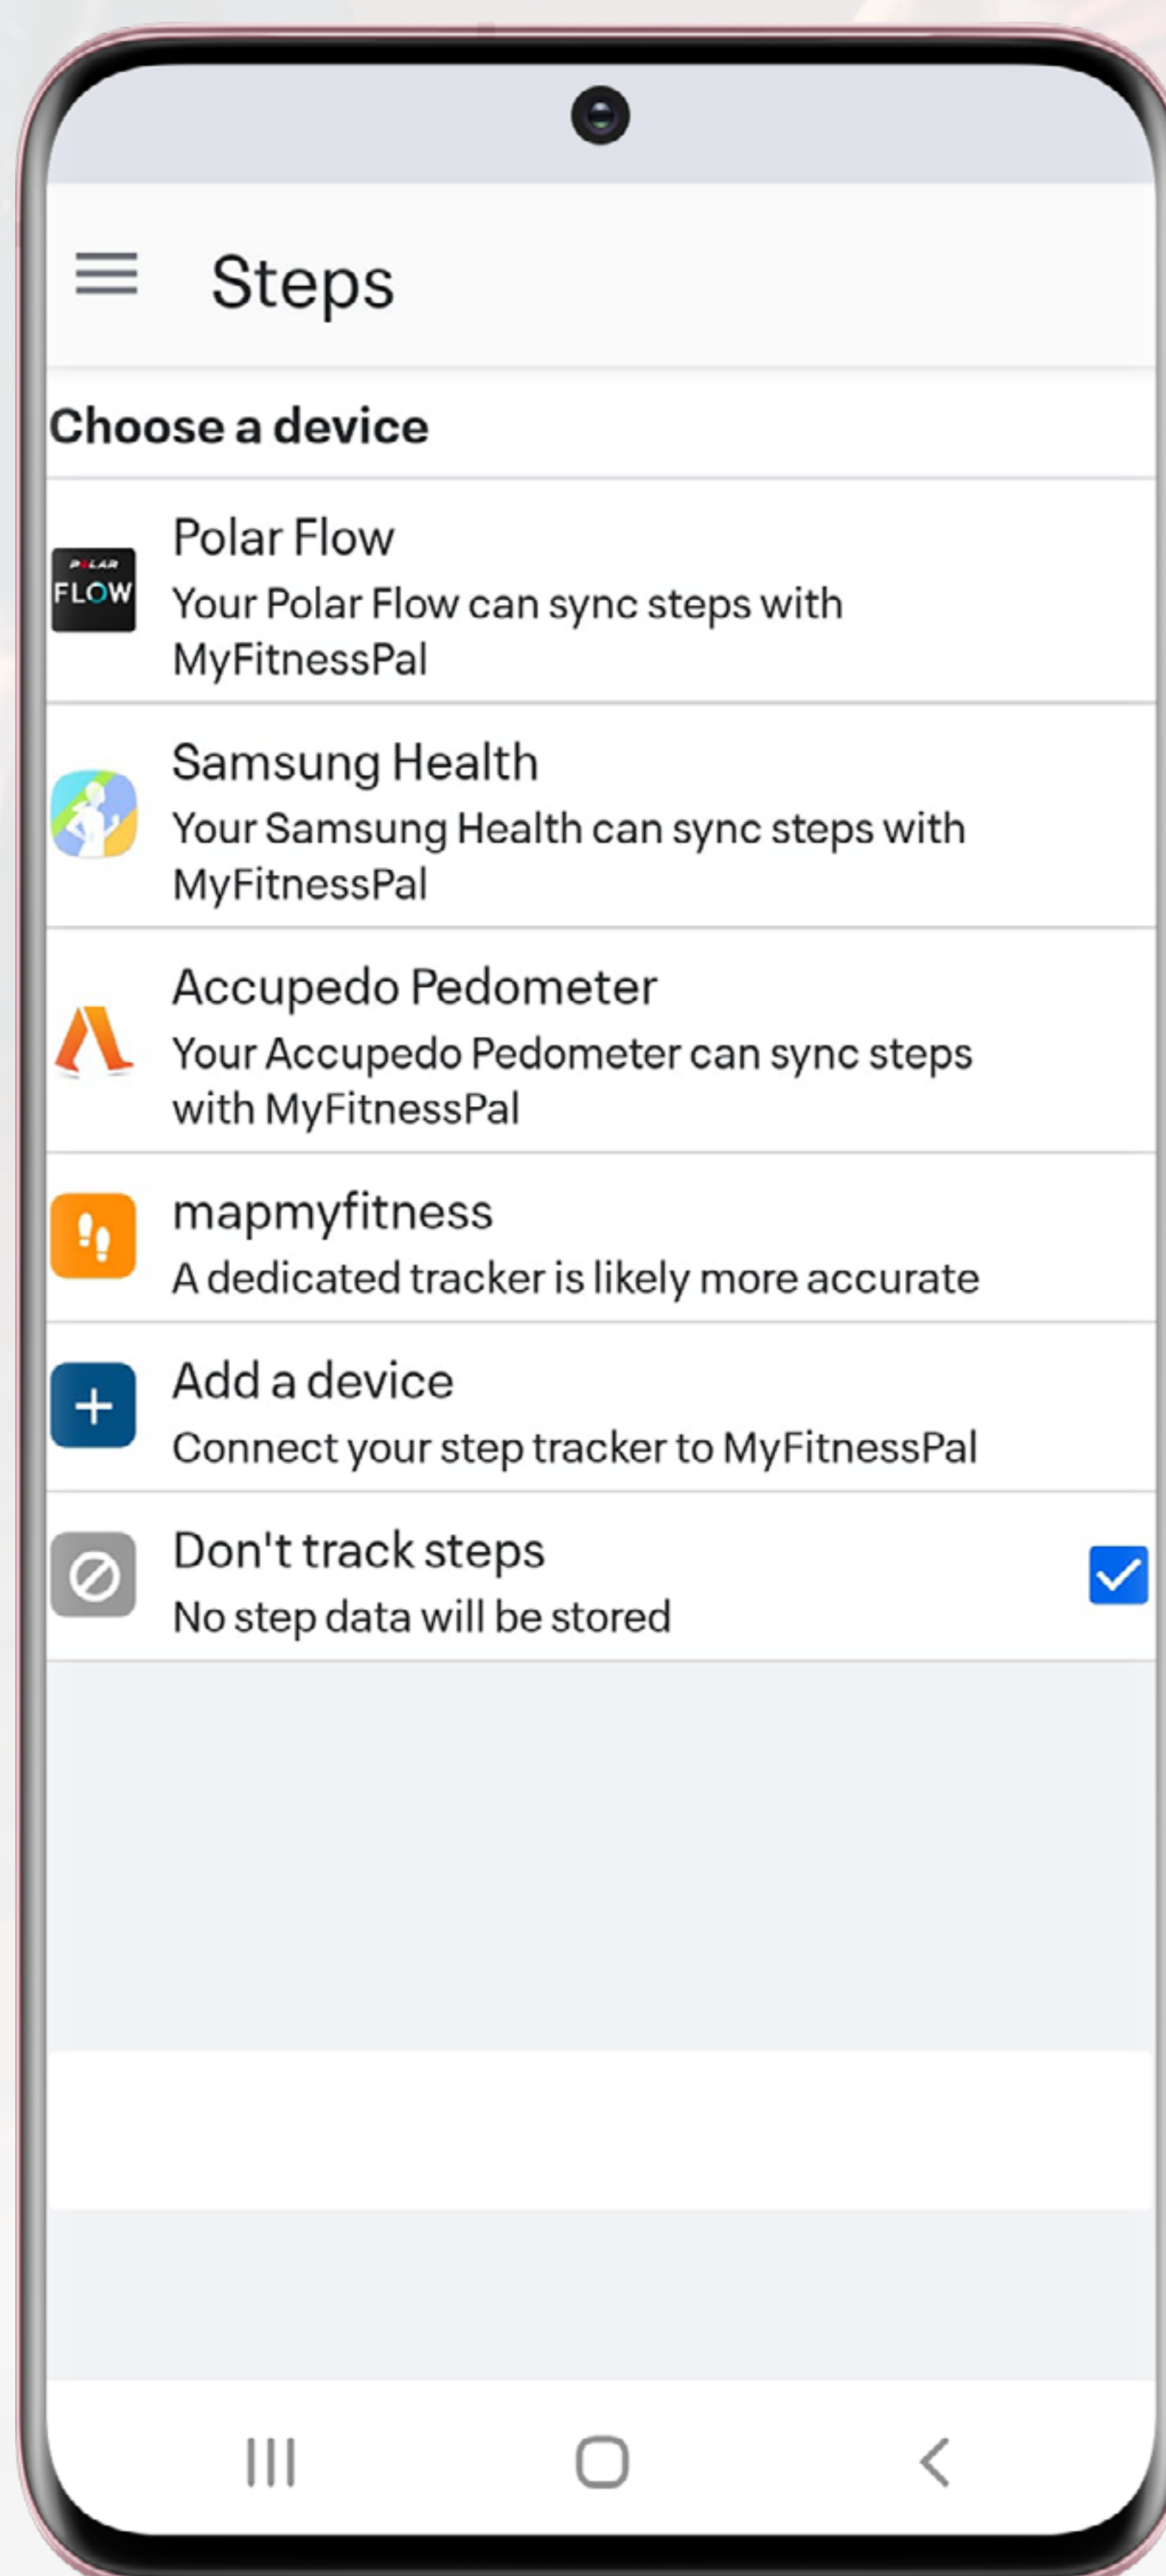 Steps
Choose a device
POLAR
FLOW
Polar Flow
Your Polar Flow can sync steps with
MyFitnessPal
Samsung Health
Your Samsung Health can sync steps with
MyFitnessPal
Accupedo Pedometer
Your Accupedo Pedometer can sync steps
with MyFitnessPal
mapmyfitness
A dedicated tracker is likely more accurate
Add a device
Connect your step tracker to MyFitnessPal
Don't track steps
No step data will be stored